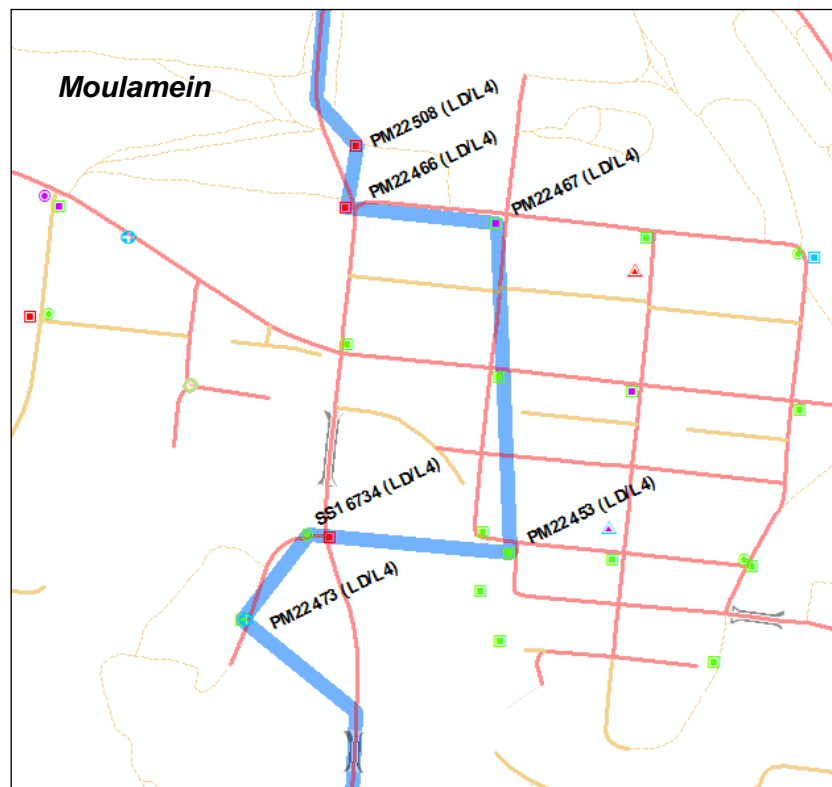 Moulamein
PM22508 (LD/L4)
PM22466 (LD/L4)
PM22467 (LD/L4)
SS16734 (LD/L4)
PM22453 (LD/L4)
PM22473 (LD/L4)